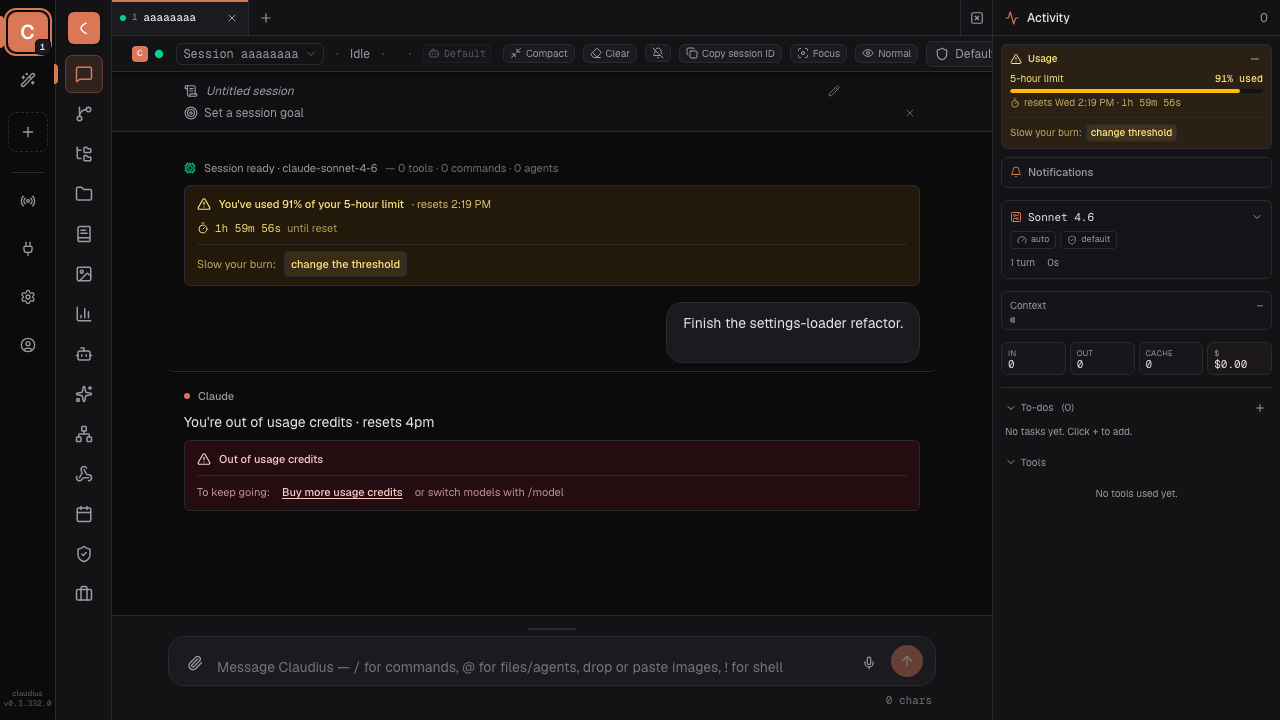 C
1
claudius
v0.3.332.0
1 aaaaaaaa
C
Session aaaaaaaa
· Idle · ·
Default
Compact
Clear
Copy session ID
Focus
Normal
Defaul
Untitled session
Set a session goal
Session ready · claude-sonnet-4-6 — 0 tools · 0 commands · 0 agents
You've used 91% of your 5-hour limit · resets 2:19 PM
1h 59m 56s until reset
Slow your burn: change the threshold
Finish the settings-loader refactor.
Claude
You're out of usage credits · resets 4pm
Out of usage credits
To keep going: Buy more usage credits or switch models with /model
Message Claudius — / for commands, @ for files/agents, drop or paste images, ! for shell
0 chars
Activity 0
Usage
5-hour limit 91% used
resets Wed 2:19 PM · 1h 59m 56s
Slow your burn: change threshold
Notifications
Sonnet 4.6
auto default
1 turn 0s
Context –
IN OUT CACHE $
0 0 0 $0.00
To-dos (0)
No tasks yet. Click + to add.
Tools
No tools used yet.